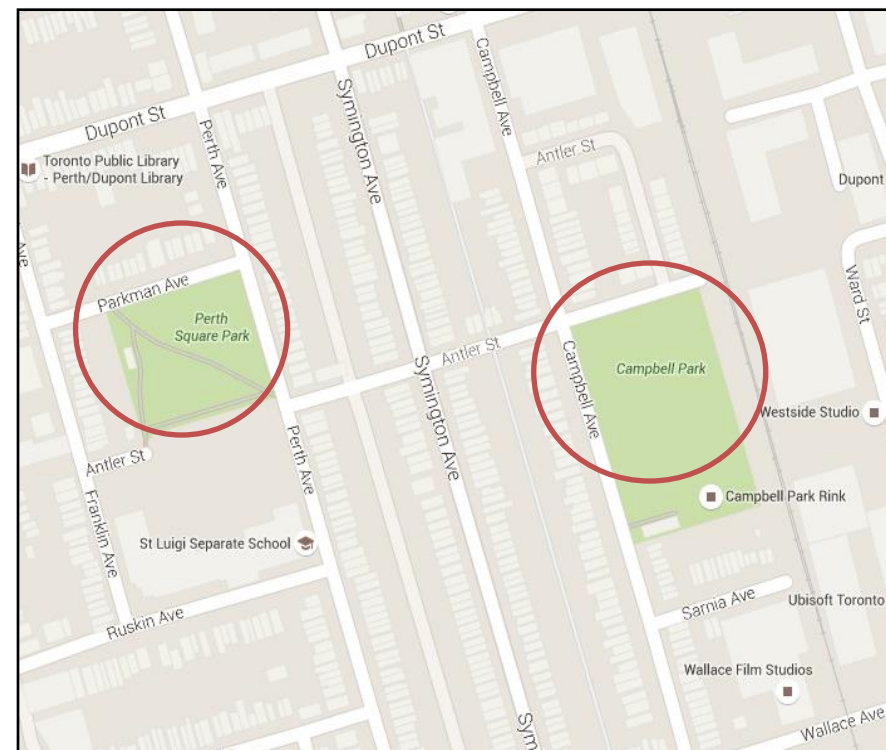 Dupont St
Campbell Ave
Dupont St
Symington Ave
Perth Ave
Antler St
Toronto Public Library
- Perth/Dupont Library
Dupont
Ave
Parkman Ave
Ward St
Perth
Square Park
Antler St
Campbell Ave
Campbell Park
Symington Ave
Westside Studio
Perth Ave
Antler St
Franklin Ave
Campbell Park Rink
St Luigi Separate School
Sarnia Ave
Ubisoft Toronto
Ruskin Ave
Wallace Film Studios
Sym
Wallace Ave